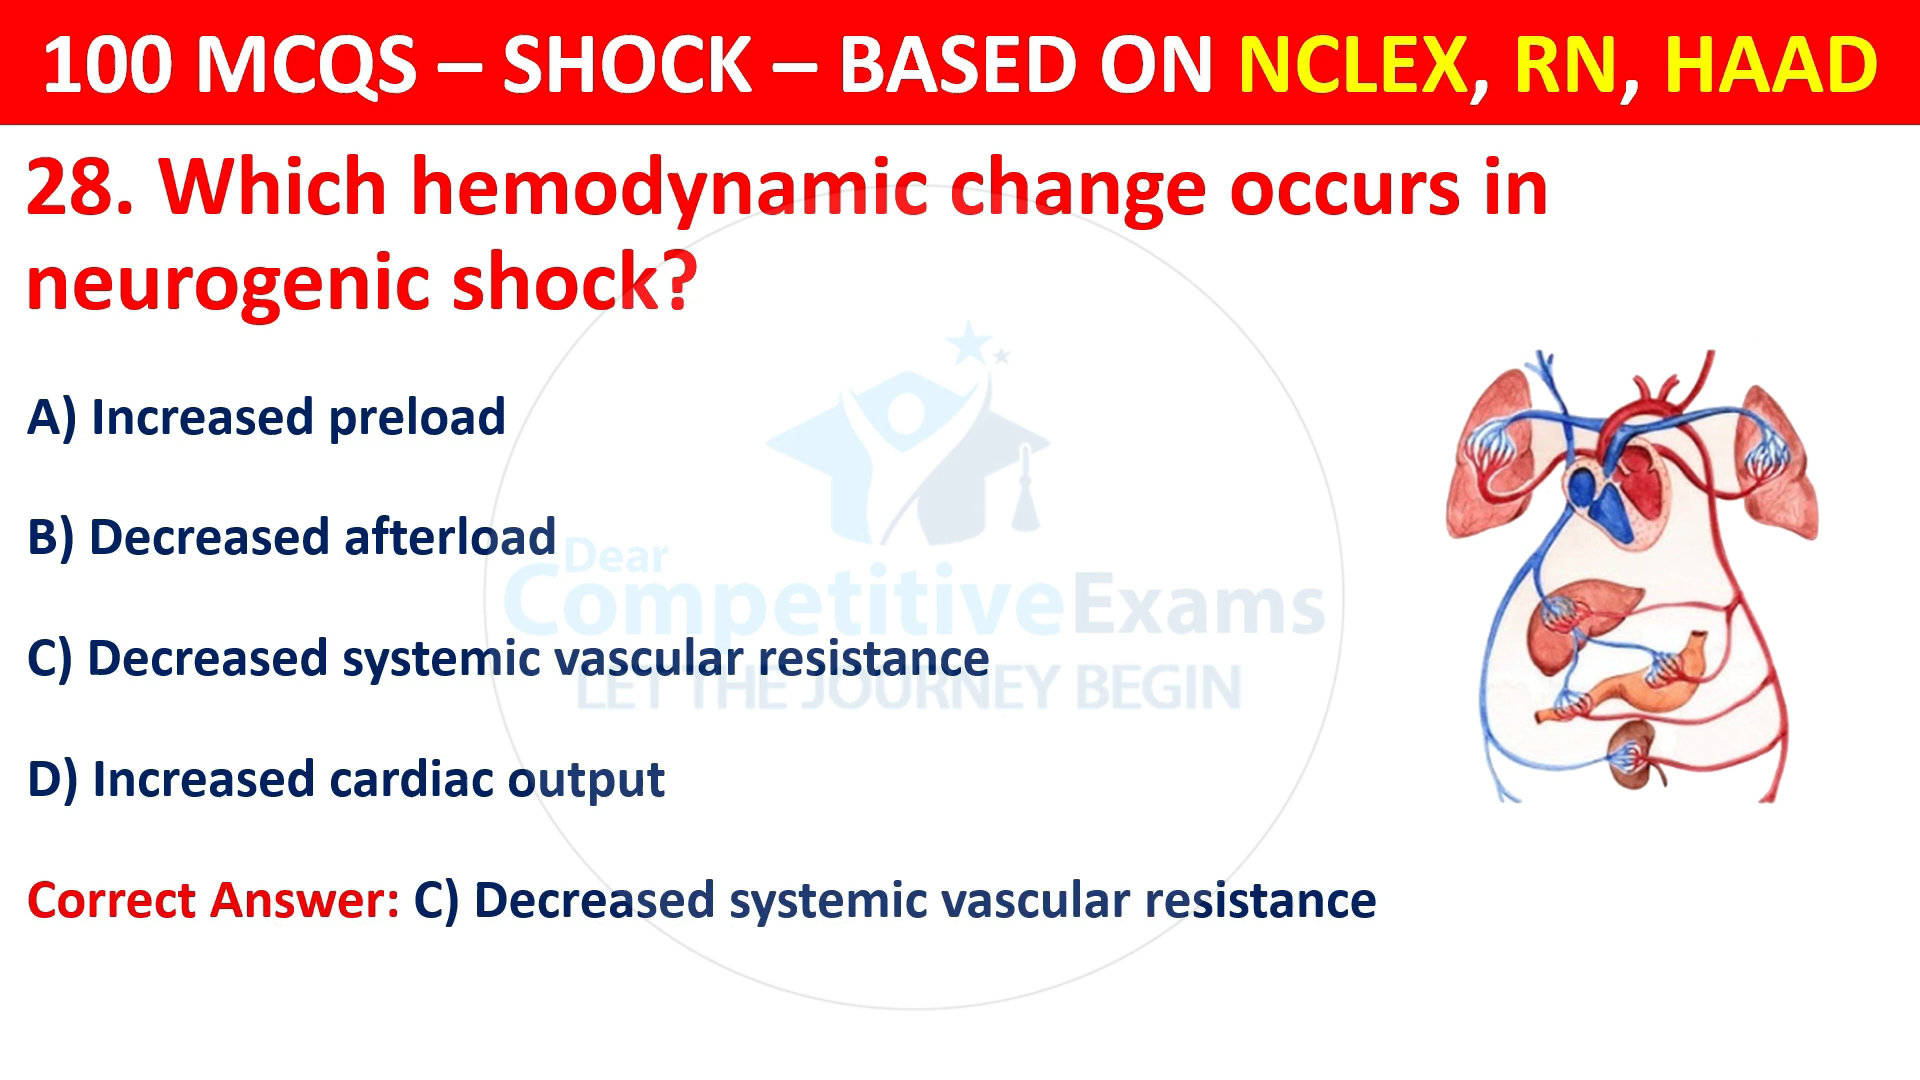 100 MCQS – SHOCK – BASED ON NCLEX, RN, HAAD
28. Which hemodynamic change occurs in
neurogenic shock?
A) Increased preload
B) Decreased afterload
Dear
CompetitiveExams
C) Decreased systemic vascular resistance
LET THE JOURNEY BEGIN
D) Increased cardiac output
Correct Answer: C) Decreased systemic vascular resistance